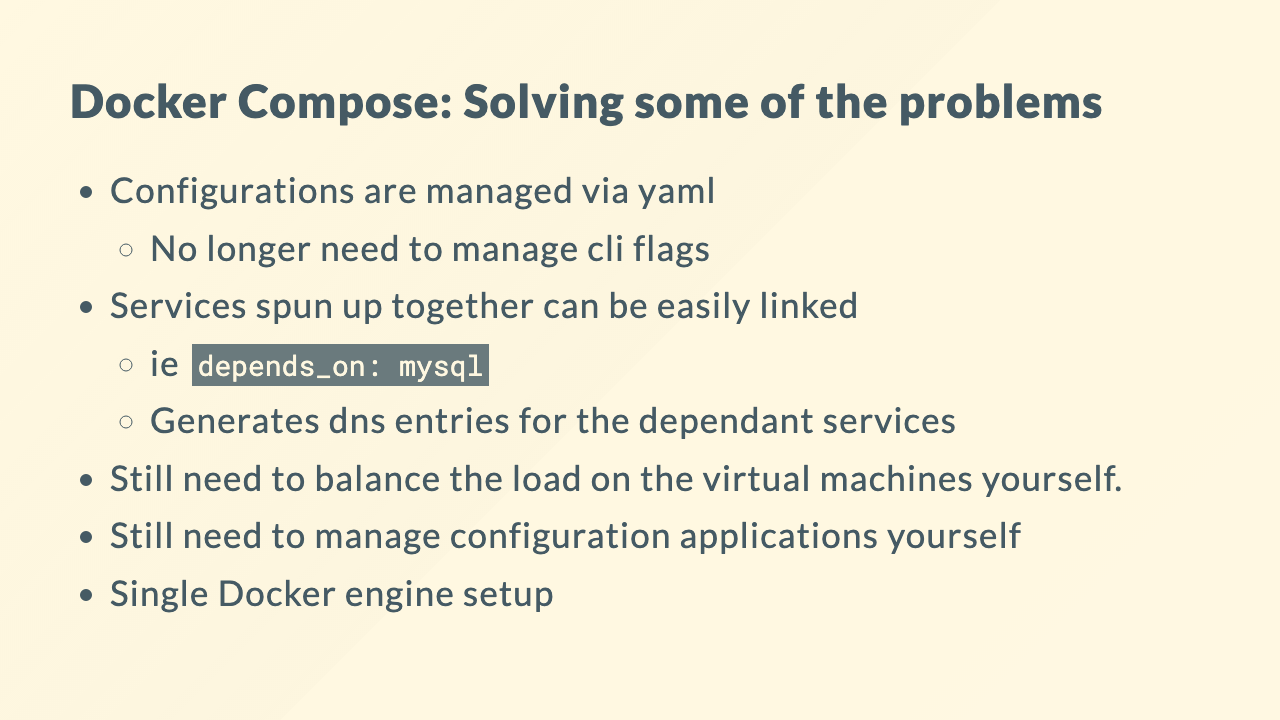 Docker Compose: Solving some of the problems
Configurations are managed via yaml
No longer need to manage cli flags
Services spun up together can be easily linked
ie depends_on: mysql
Generates dns entries for the dependant services
Still need to balance the load on the virtual machines yourself.
Still need to manage configuration applications yourself
Single Docker engine setup